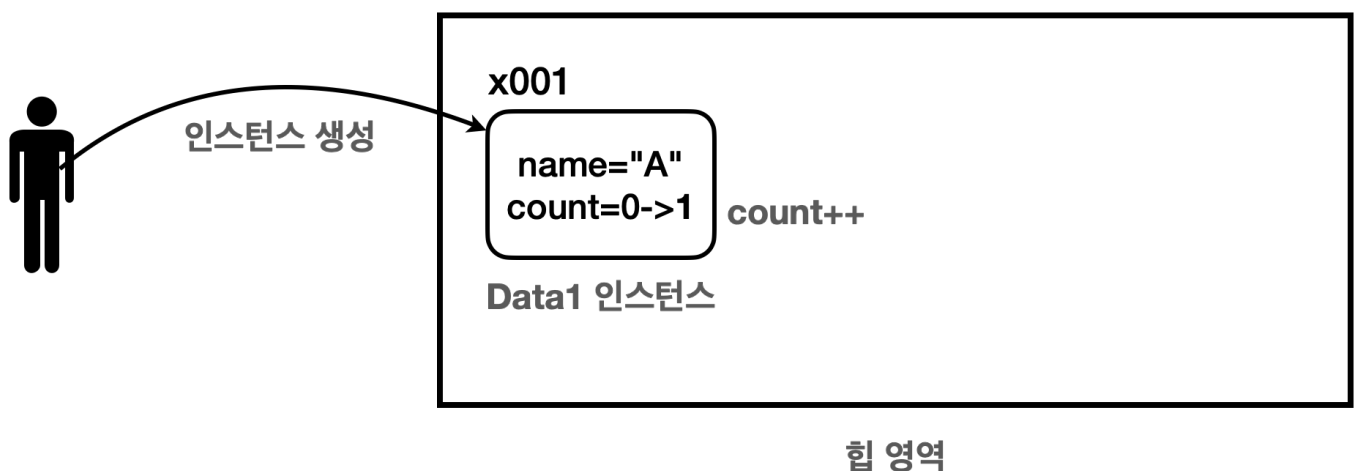 x001
인스턴스 생성
name="A"
count=0->1
count++
Data1 인스턴스
힙 영역